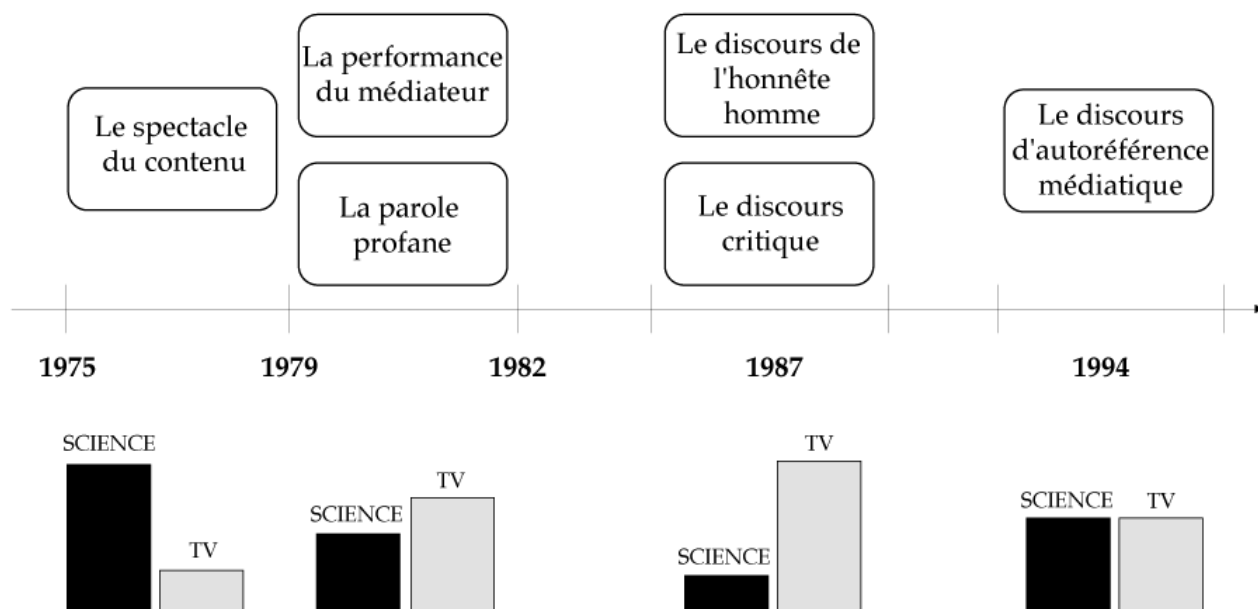 La performance
du médiateur
Le discours de
l'honnête
homme
Le spectacle
du contenu
Le discours
d'autoréférence
médiatique
La parole
profane
Le discours
critique
1975
1979
1982
1987
1994
SCIENCE
TV
SCIENCE
TV
SCIENCE
TV
SCIENCE
TV